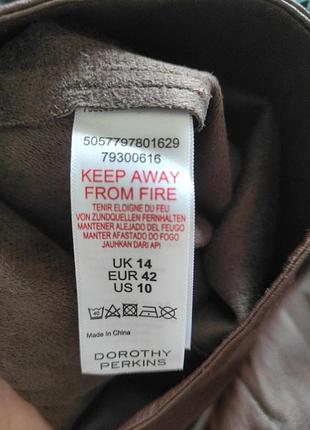 5057797801629
79300616
KEEP AWAY
FROM FIRE
TENIR ELOIGNE DU FEU
VON ZUNDQUELLEN FERNHALTEN
MANTENER ALEJADO DEL FEUGO
MANTER AFASTADO DO FOGO
JAUHKAN DARI API
UK 14
EUR 42
US 10
Made in China
DOROTHY
PERKINS